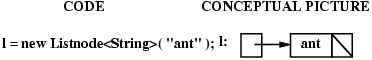 CODE CONCEPTUAL PICTURE
l = new Listnode<String>( "ant" ); l: ant